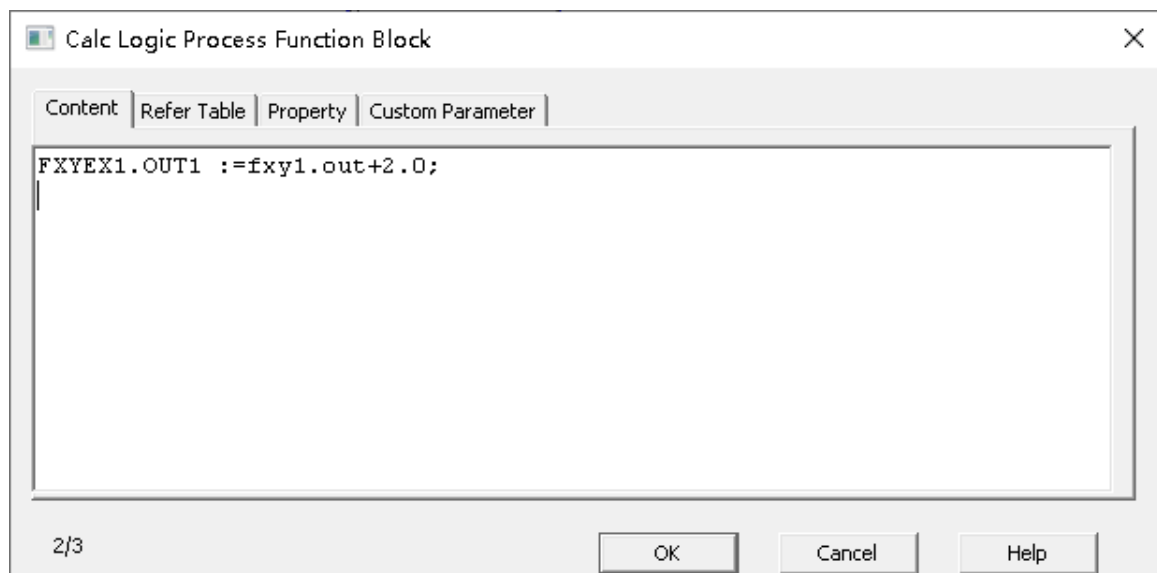 Calc Logic Process Function Block
Content Refer Table Property Custom Parameter
FXYEX1.OUT1 :=fxy1.out+2.0;
2/3
OK Cancel Help